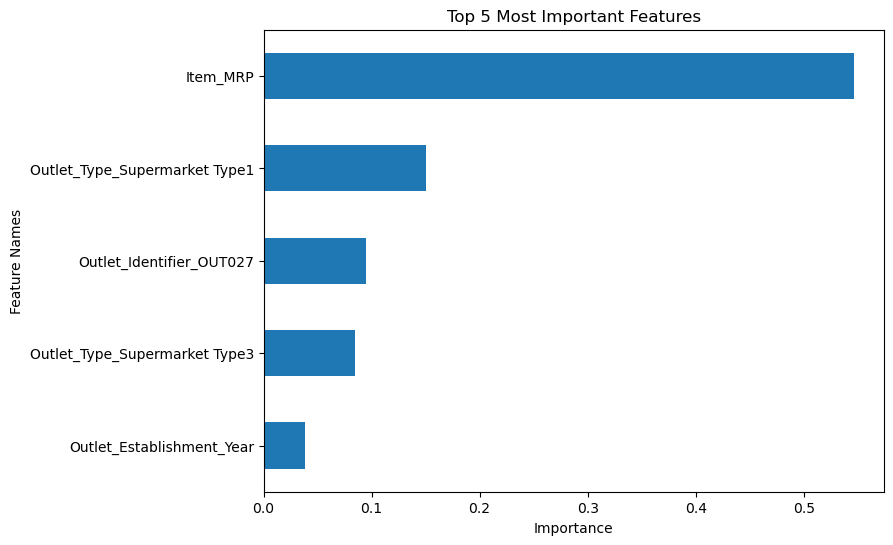 Top 5 Most Important Features
Feature Names
Item_MRP
Outlet_Type_Supermarket Type1
Outlet_Identifier_OUT027
Outlet_Type_Supermarket Type3
Outlet_Establishment_Year
0.0 0.1 0.2 0.3 0.4 0.5
Importance